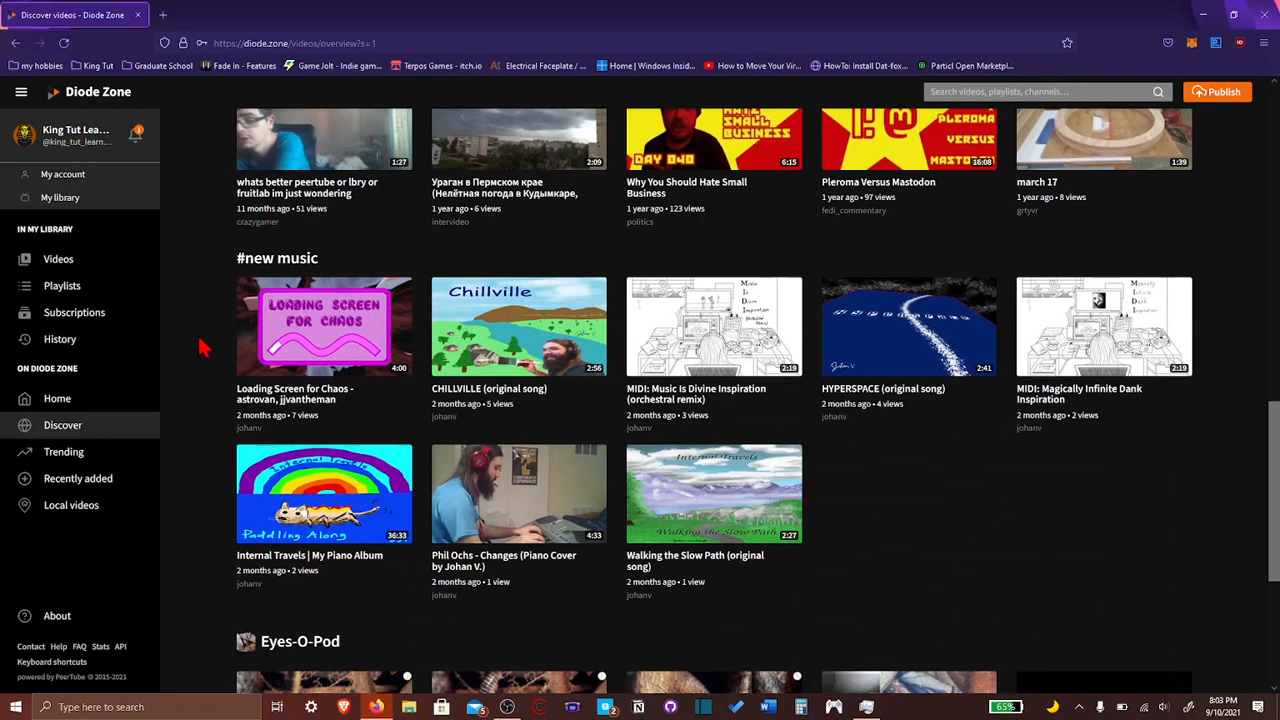 Discover videos - Diode Zone
https://diode.zone/videos/overview?s=1
my hobbies
King Tut
Graduate School
Fade In - Features
Game Jolt - Indie gam...
Terpos Games - itch.io
Electrical Faceplate / ...
Home | Windows Insid...
How to Move Your Vir...
HowTo: Install Dat-fox...
Particl Open Marketpl...
Diode Zone
Search videos, playlists, channels....
Publish
King Tut Lea...
@king_tut_learn...
1
My account
My library
IN MY LIBRARY
Videos
Playlists
Subscriptions
History
ON DIODE ZONE
Home
Discover
Trending
Recently added
Local videos
About
Contact Help FAQ Stats API
Keyboard shortcuts
powered by PeerTube © 2015-2021
1:27
whats better peertube or lbry or
fruitlab im just wondering
11 months ago • 51 views
crazygamer
2:09
Ураган в Пермском крае
(Нелётная погода в Кудымкаре,
1 year ago • 6 views
intervideo
HATE
SMALL
BUSINESS
DAY 040
6:15
Why You Should Hate Small
Business
1 year ago • 123 views
politics
PLEROMA
VERSUS
MASTODON
16:08
Pleroma Versus Mastodon
1 year ago • 97 views
fedi_commentary
1:39
march 17
1 year ago • 8 views
grtyvr
#new music
LOADING SCREEN
FOR CHAOS
4:00
Loading Screen for Chaos -
astrovan, jjvantheman
2 months ago • 7 views
johanv
Chillville
2:56
CHILLVILLE (original song)
2 months ago • 5 views
johanv
Music
Is
Divine
Inspiration
2:19
MIDI: Music Is Divine Inspiration
(orchestral remix)
2 months ago • 3 views
johanv
Johan V.
2:41
HYPERSPACE (original song)
2 months ago • 4 views
johanv
Magically
Infinite
Dank
Inspiration
2:19
MIDI: Magically Infinite Dank
Inspiration
2 months ago • 2 views
johanv
Internal Travels
Paddling Along
36:33
Internal Travels | My Piano Album
2 months ago • 2 views
johanv
4:33
Phil Ochs - Changes (Piano Cover
by Johan V.)
2 months ago • 1 view
johanv
Internal Travels
Walking the Slow Path
2:27
Walking the Slow Path (original
song)
2 months ago • 1 view
johanv
Eyes-O-Pod
Type here to search
65%
8:03 PM
9/10/2021